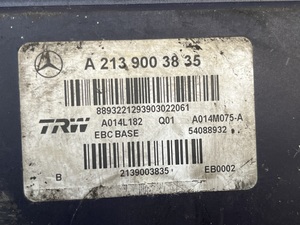 A 213 900 38 35
8893221293903022061
TRW A014L182 Q01 A014M075-A
EBC BASE 54088932
B 2139003835 EB0002